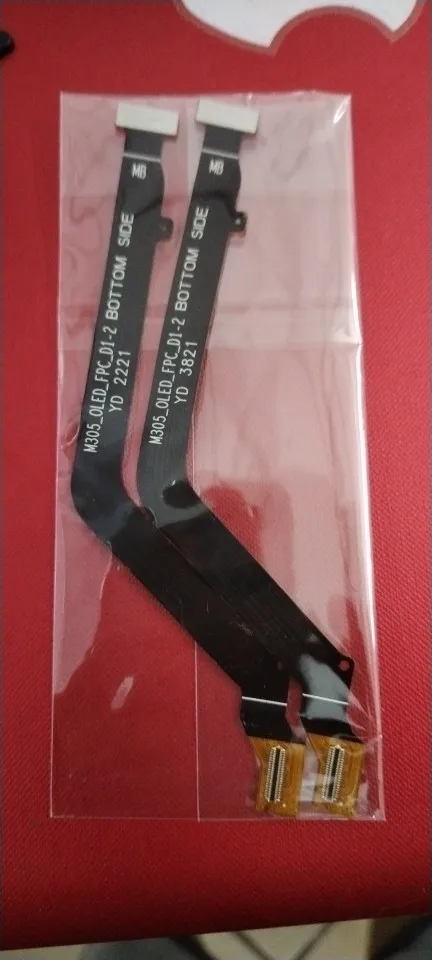 MB
M305_OLED_FPC_D1-2 BOTTOM SIDE
YD 2221
MB
M305_OLED_FPC_D1-2 BOTTOM SIDE
YD 3821